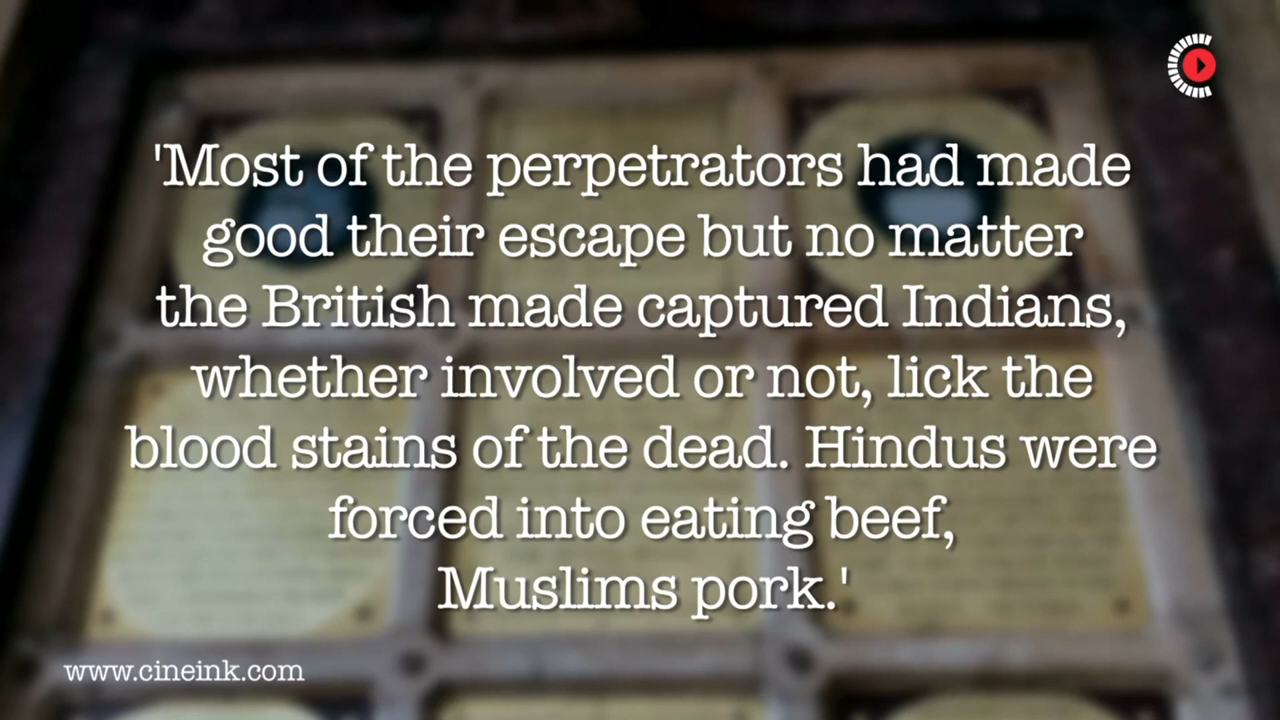 'Most of the perpetrators had made
good their escape but no matter
the British made captured Indians,
whether involved or not, lick the
blood stains of the dead. Hindus were
forced into eating beef,
Muslims pork.'
www.cineink.com